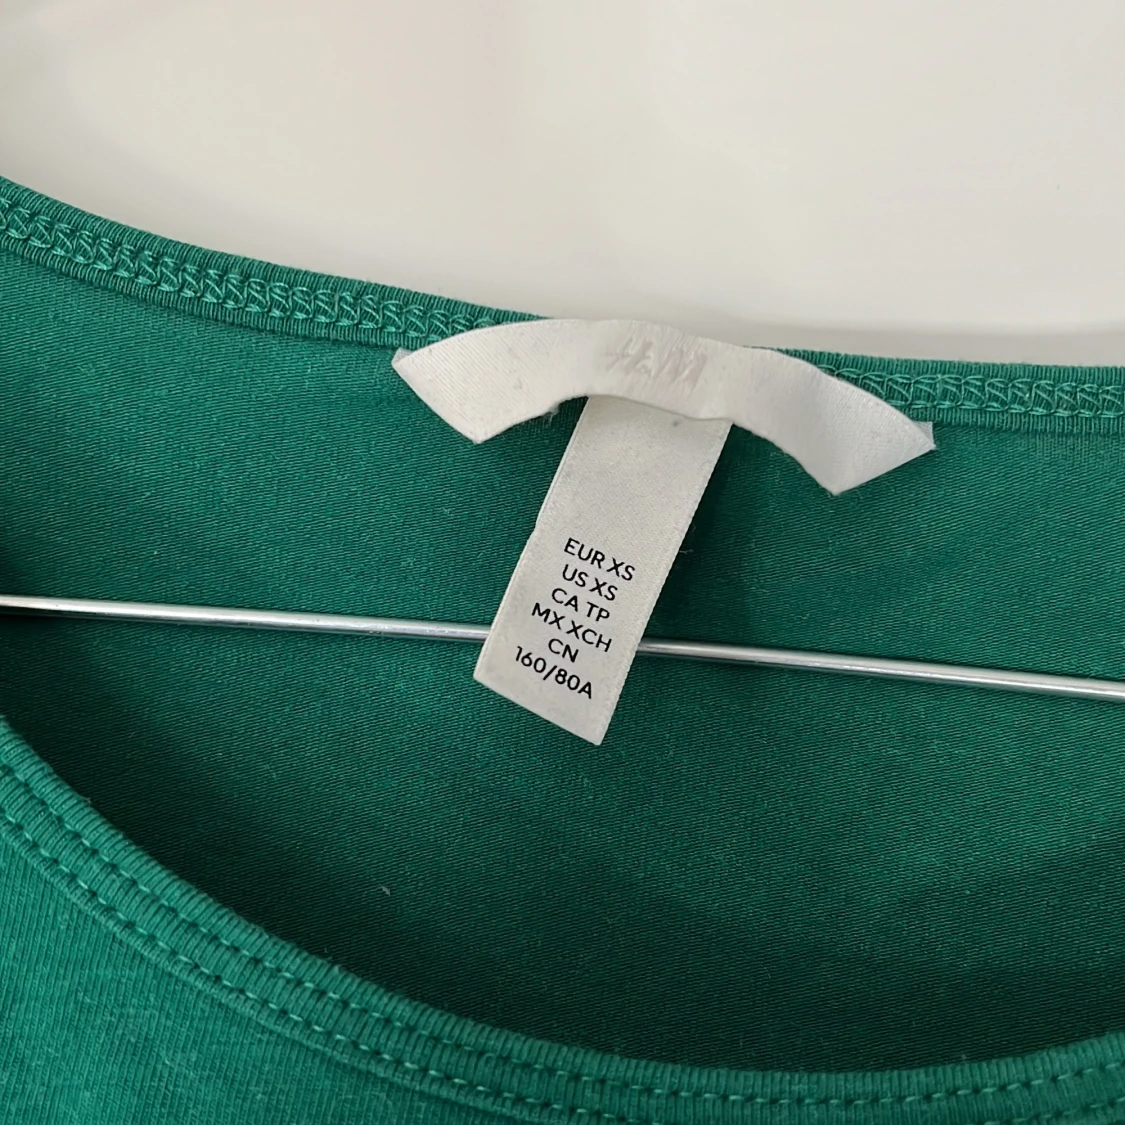 H&M
EUR XS
US XS
CA TP
MX XCH
CN
160/80A